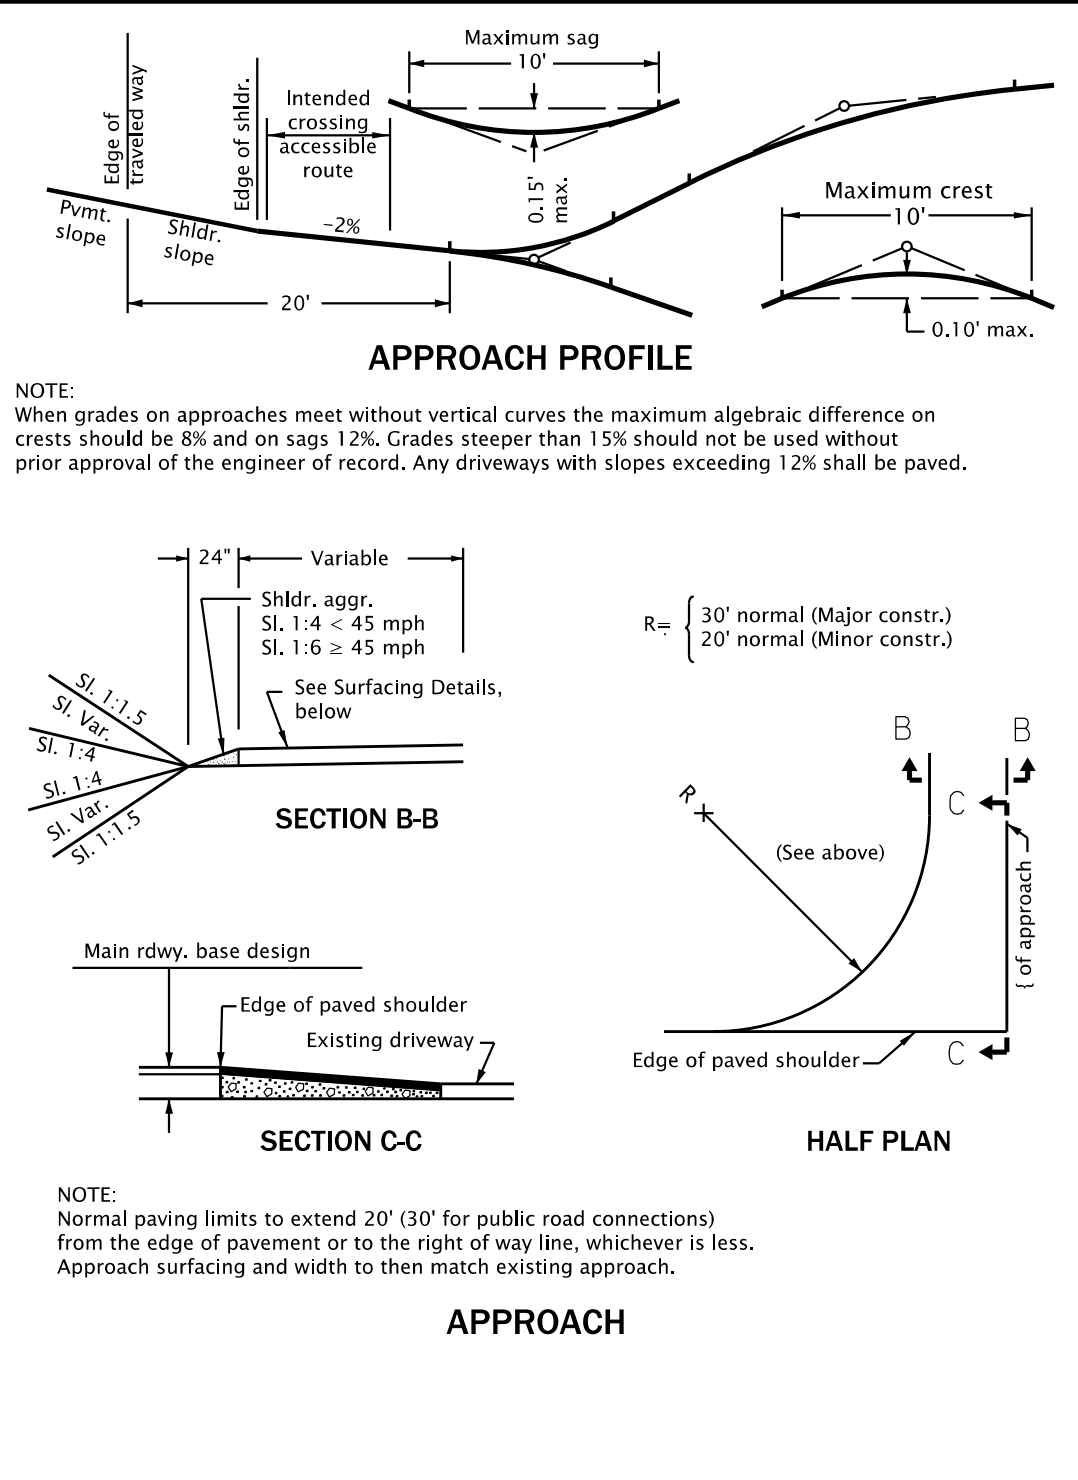 Maximum sag
10'
Edge of
traveled way
Edge of shldr.
Intended
crossing
accessible
route
0.15'
max.
Pvmt.
slope
Shldr.
slope
-2%
20'
Maximum crest
10'
0.10' max.
APPROACH PROFILE
NOTE:
When grades on approaches meet without vertical curves the maximum algebraic difference on
crests should be 8% and on sags 12%. Grades steeper than 15% should not be used without
prior approval of the engineer of record. Any driveways with slopes exceeding 12% shall be paved.
24"
Variable
Shldr. aggr.
Sl. 1:4 < 45 mph
Sl. 1:6 ≥ 45 mph
See Surfacing Details,
below
Sl. 1:1.5
Sl. Var.
Sl. 1:4
Sl. 1:4
Sl. Var.
Sl. 1:1.5
SECTION B-B
R=
30' normal (Major constr.)
20' normal (Minor constr.)
B
B
C
R
(See above)
{ of approach
Edge of paved shoulder
C
HALF PLAN
Main rdwy. base design
Edge of paved shoulder
Existing driveway
SECTION C-C
NOTE:
Normal paving limits to extend 20' (30' for public road connections)
from the edge of pavement or to the right of way line, whichever is less.
Approach surfacing and width to then match existing approach.
APPROACH